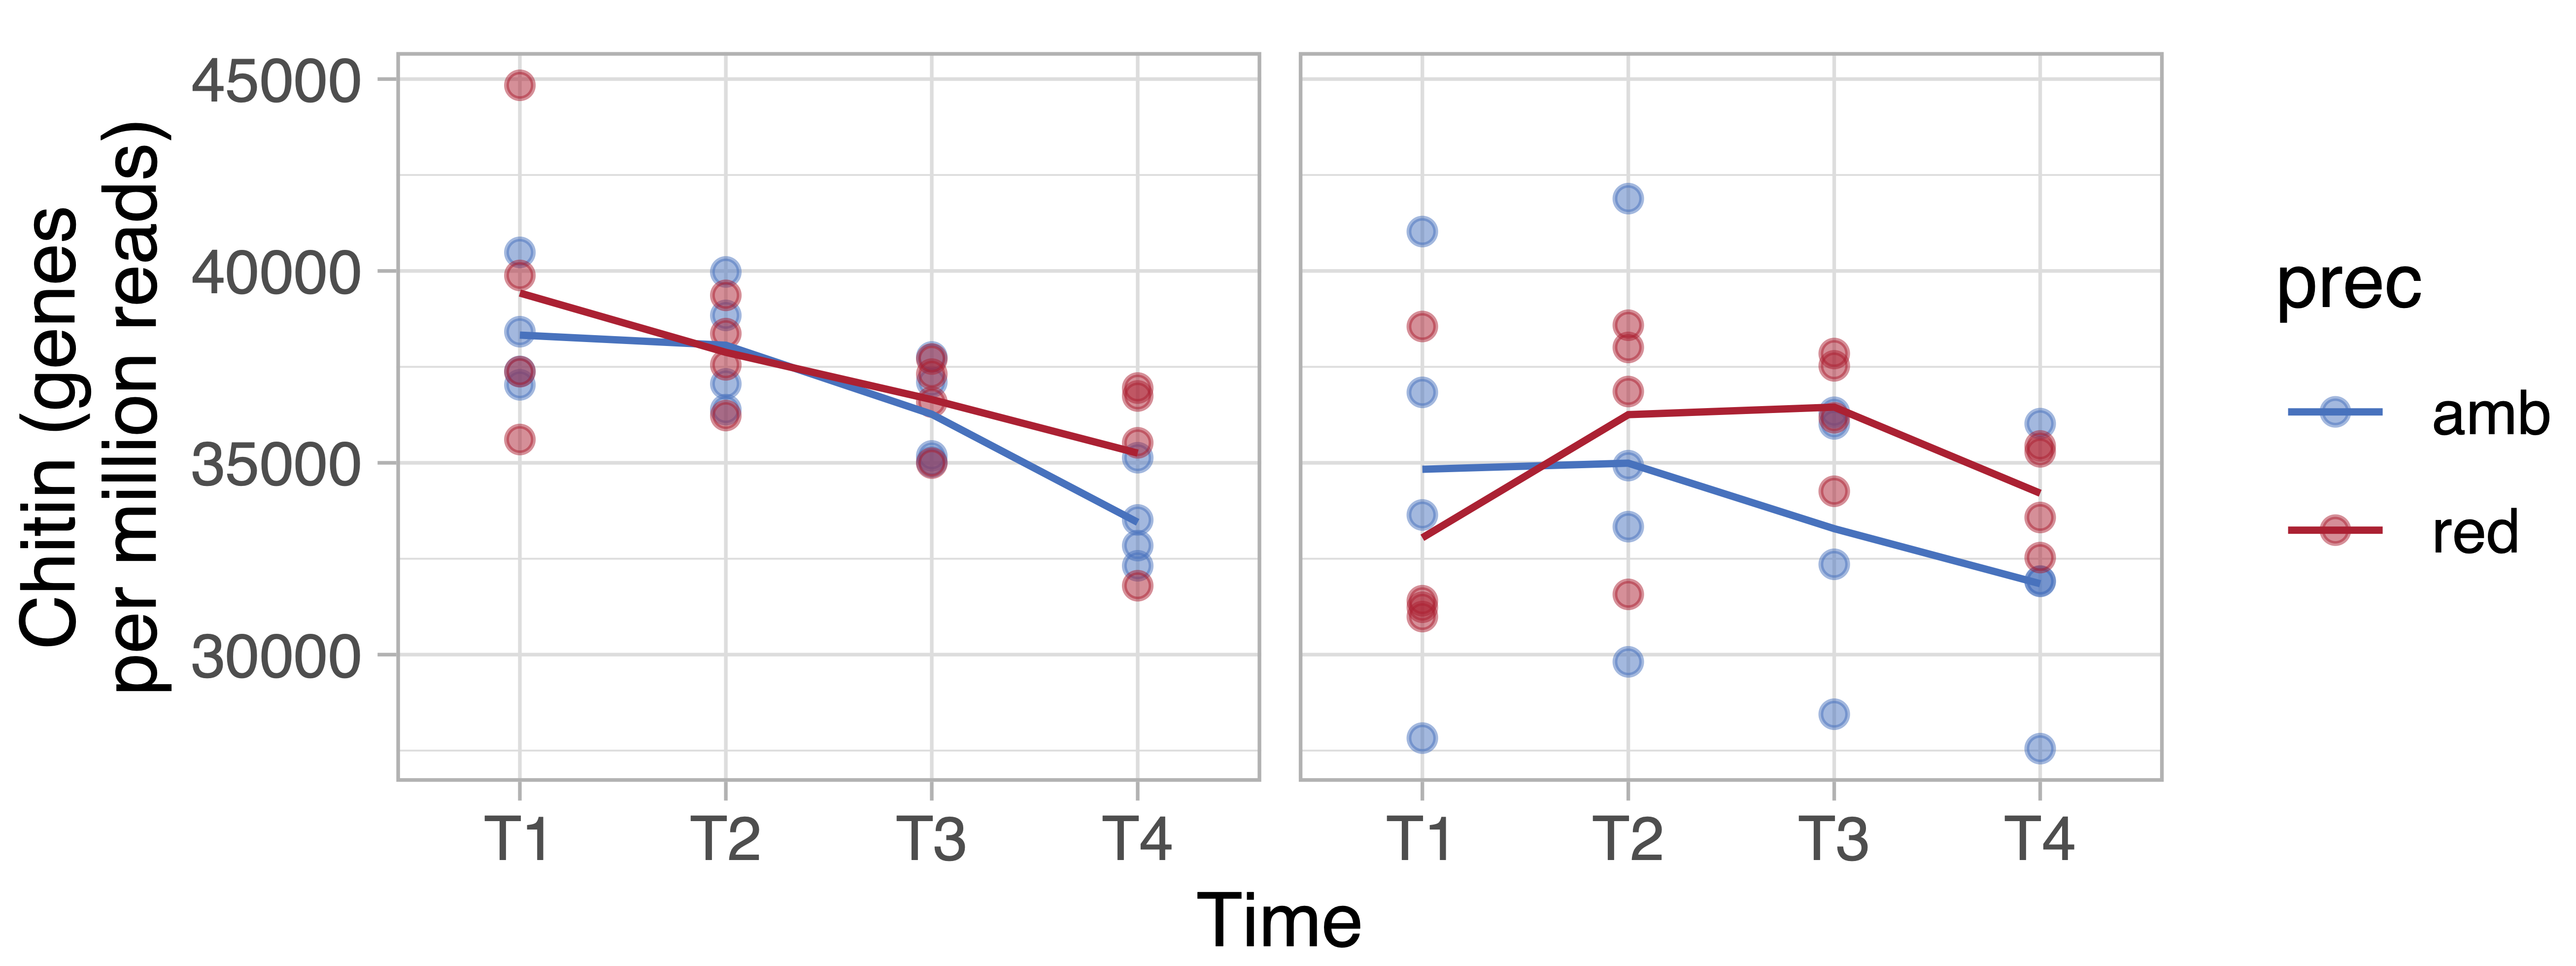 Chitin (genes
per million reads)
45000
40000
35000
30000
T1 T2 T3 T4
T1 T2 T3 T4
Time
prec
amb
red